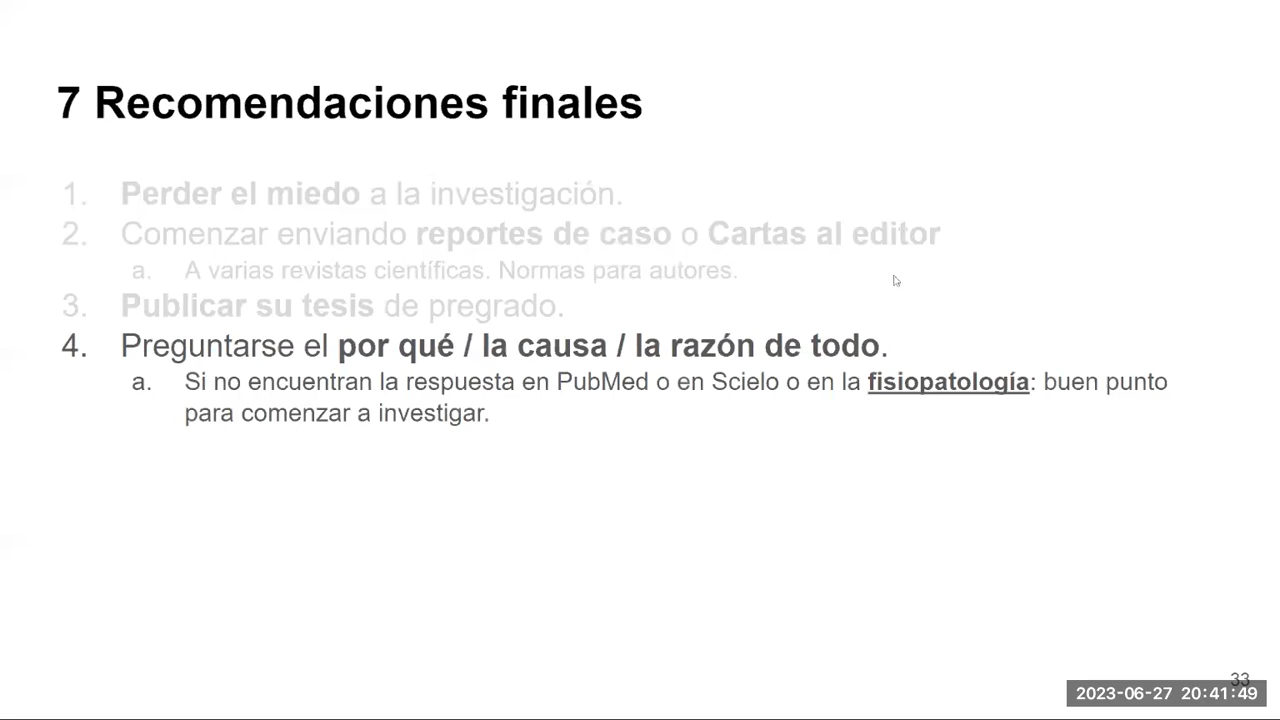 7 Recomendaciones finales
1. Perder el miedo a la investigación.
2. Comenzar enviando reportes de caso o Cartas al editor
a. A varias revistas científicas. Normas para autores.
3. Publicar su tesis de pregrado.
4. Preguntarse el por qué / la causa / la razón de todo.
a. Si no encuentran la respuesta en PubMed o en Scielo o en la fisiopatología: buen punto
para comenzar a investigar.
33
2023-06-27 20:41:49